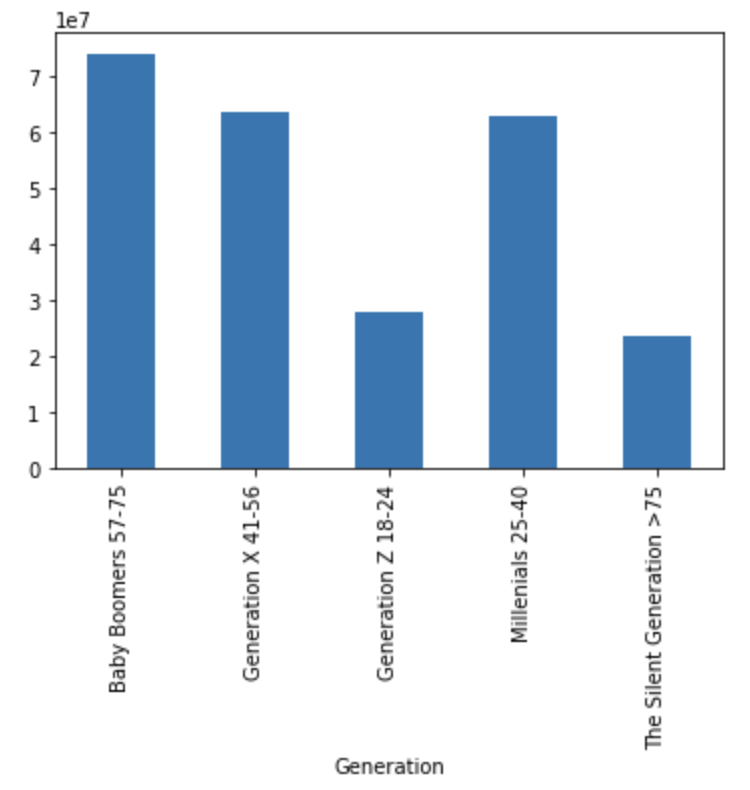 1e7
7
6
5
4
3
2
1
0
Baby Boomers 57-75
Generation X 41-56
Generation Z 18-24
Millenials 25-40
The Silent Generation >75
Generation